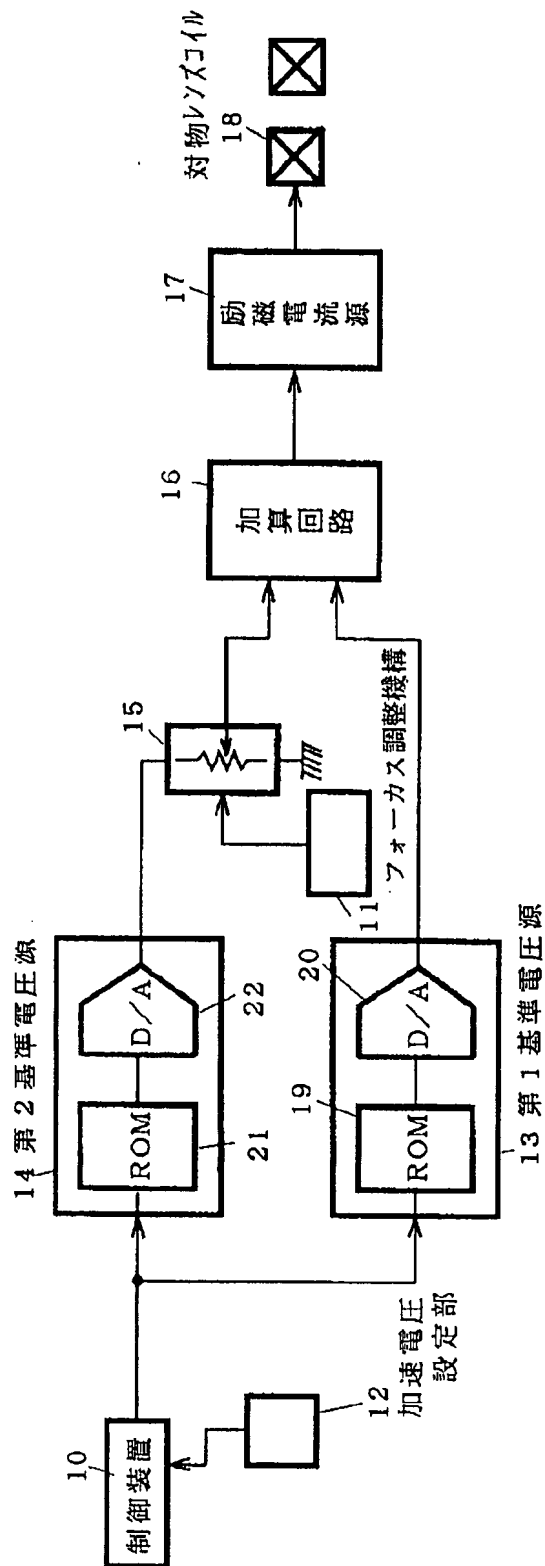 10
制御装置
12
加速電圧
設定部
14 第2基準電圧源
ROM
21
D/A
22
13 第1基準電圧源
ROM
19
D/A
20
15
11
フォーカス調整機構
16
加算回路
17
励磁電流源
対物レンズコイル
18